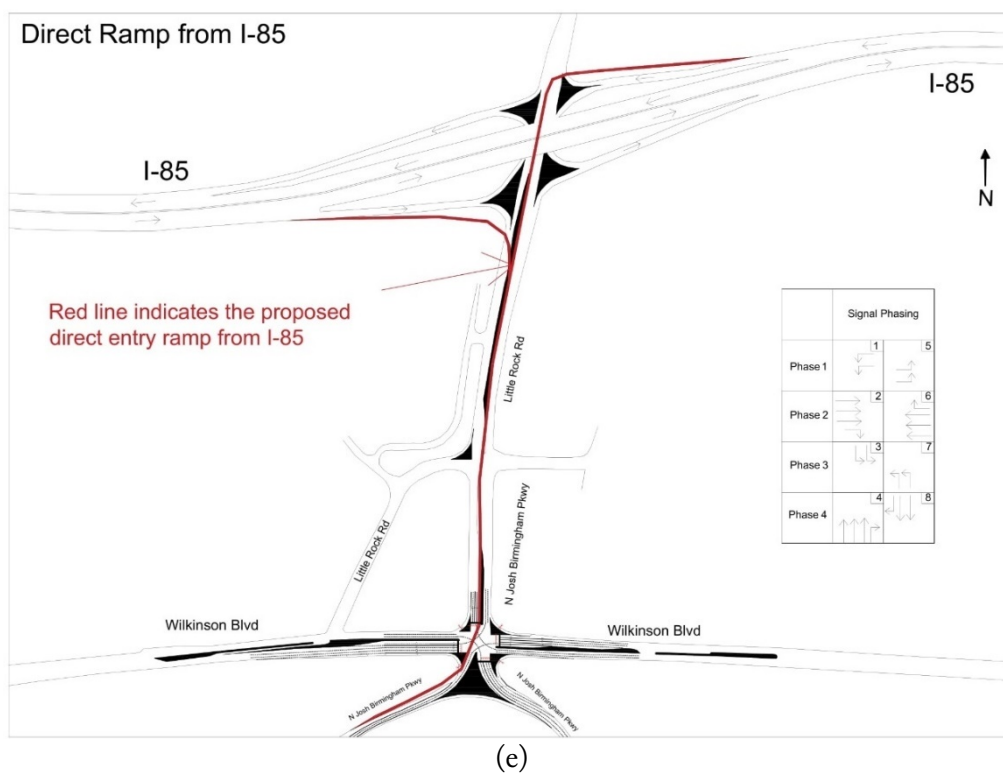 Direct Ramp from I-85
I-85
I-85
N
Red line indicates the proposed
direct entry ramp from I-85
Little Rock Rd
Signal Phasing
Phase 1
1
5
Phase 2
2
6
Phase 3
3
7
Phase 4
4
8
Little Rock Rd
N Josh Birmingham Pkwy
Wilkinson Blvd
Wilkinson Blvd
N Josh Birmingham Pkwy
N Josh Birmingham Pkwy
(e)